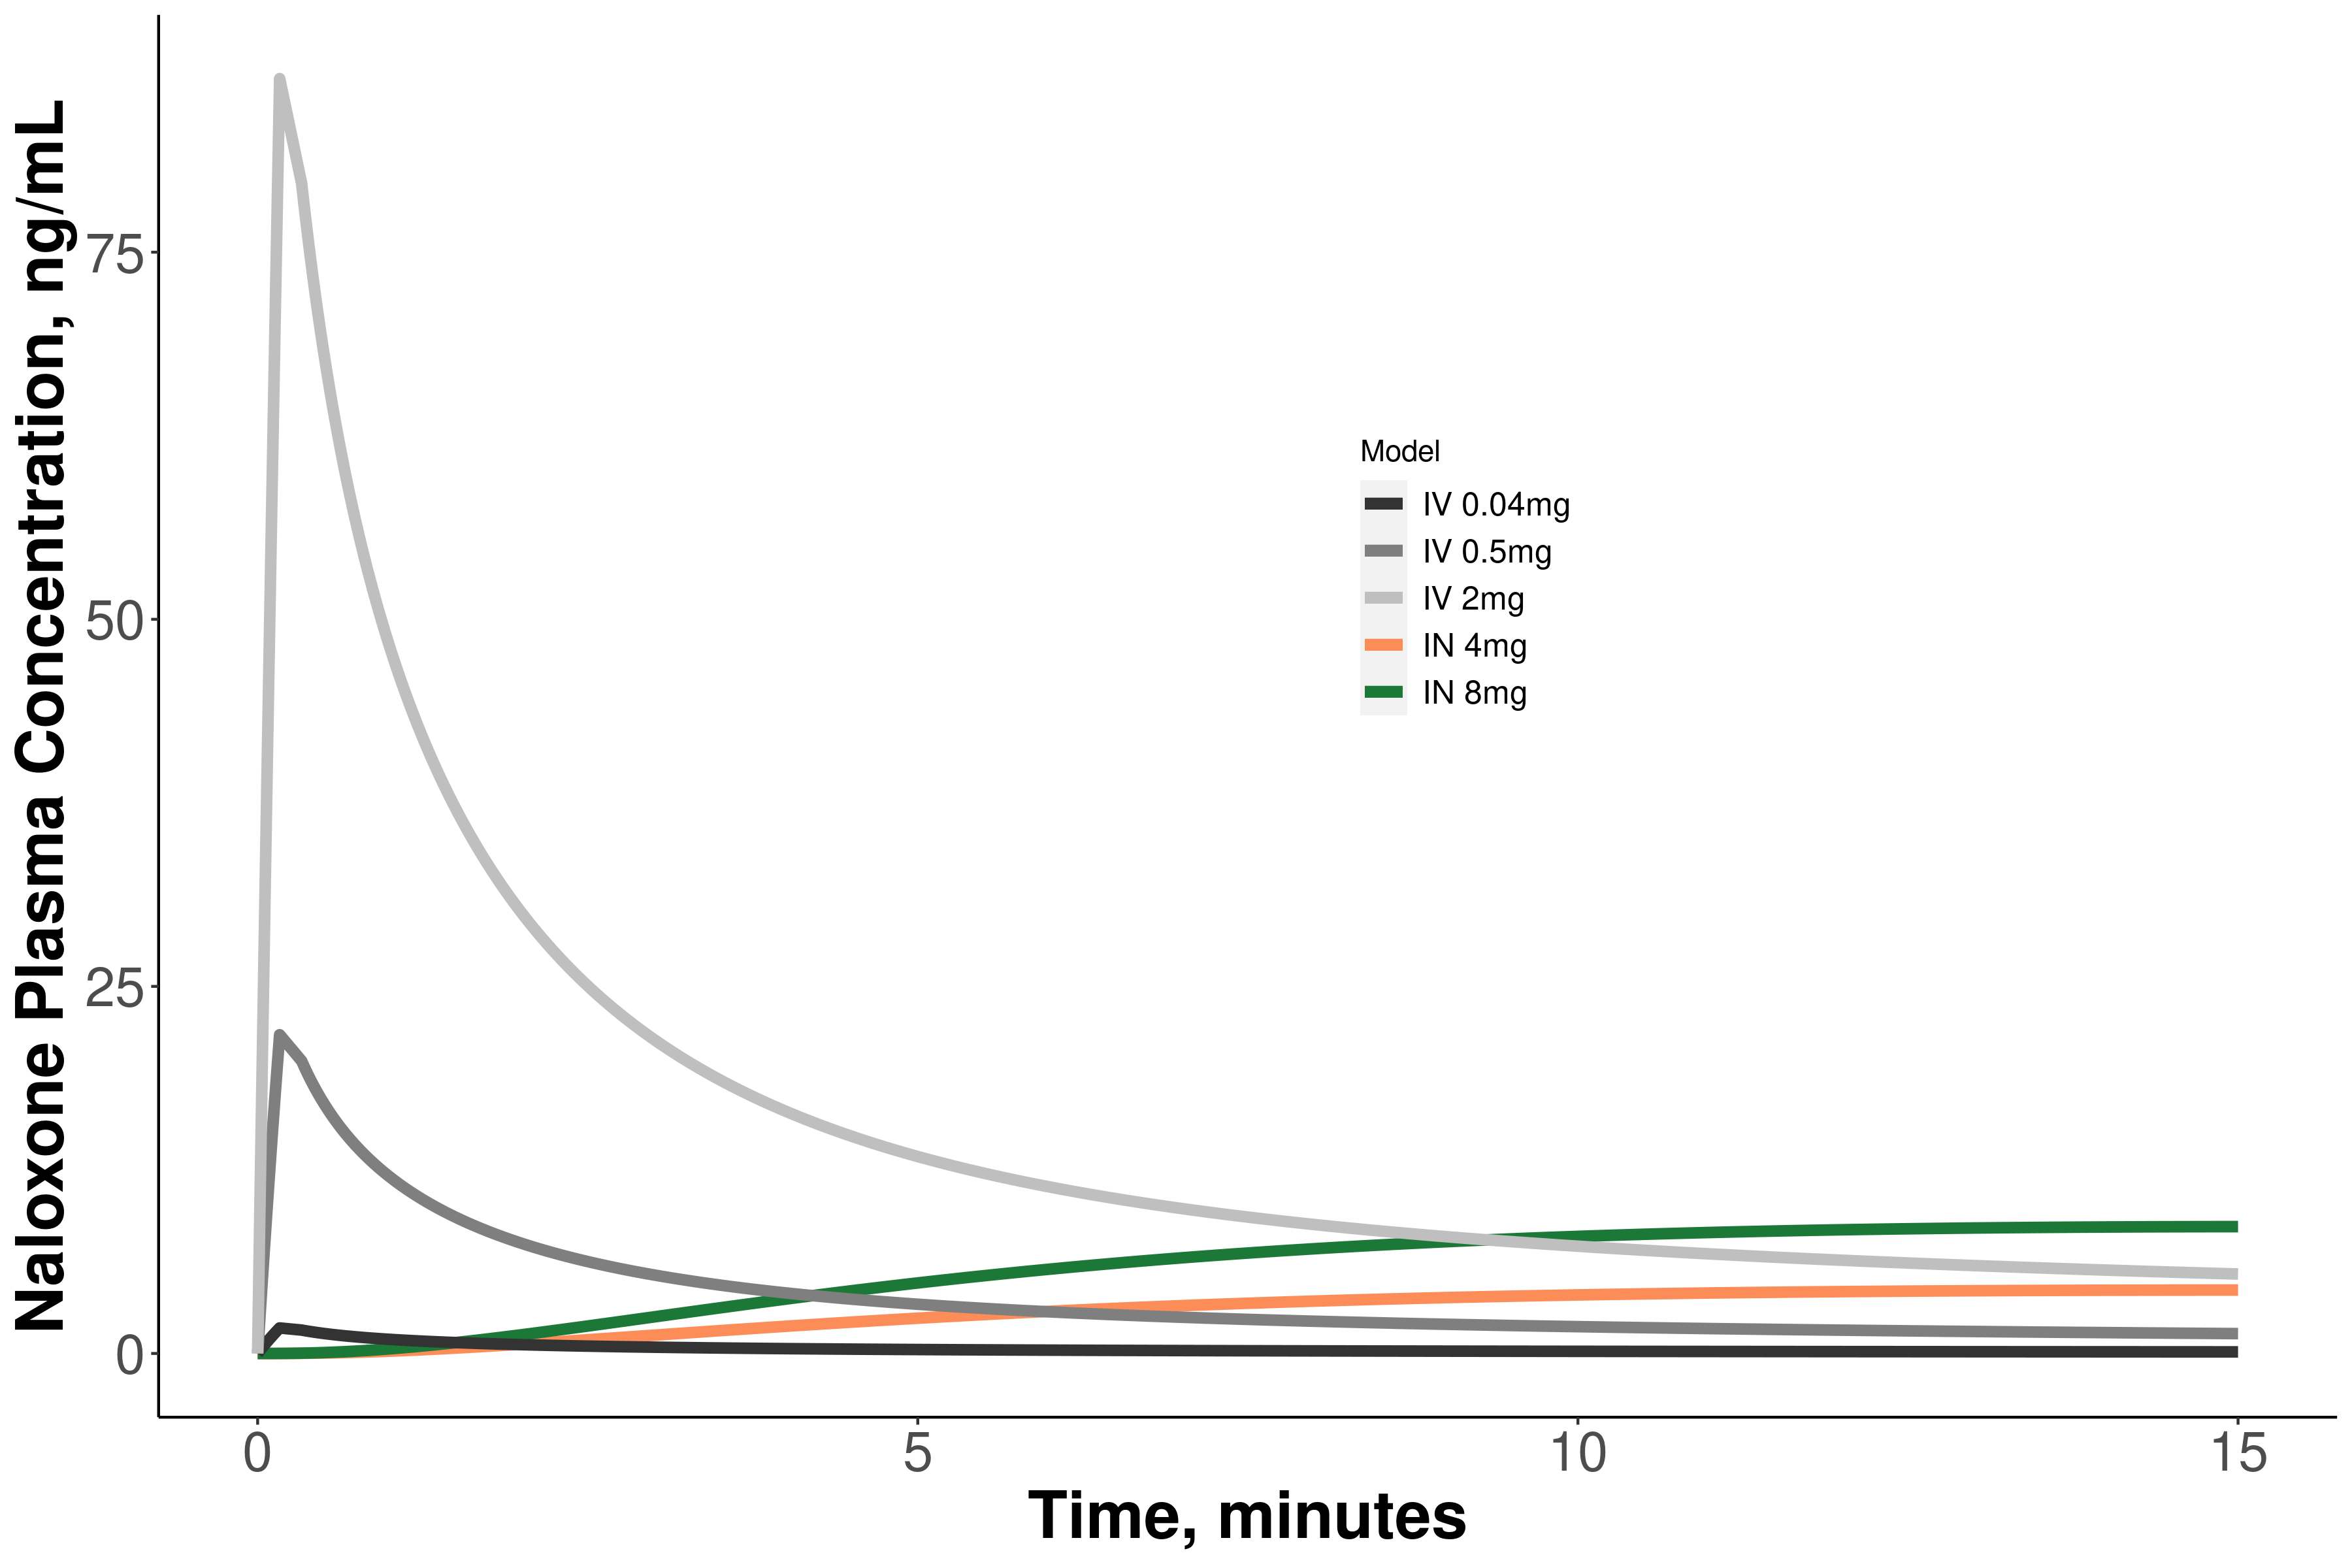 Naloxone Plasma Concentration, ng/mL
75
50
25
0
Model
IV 0.04mg
IV 0.5mg
IV 2mg
IN 4mg
IN 8mg
0 5 10 15
Time, minutes